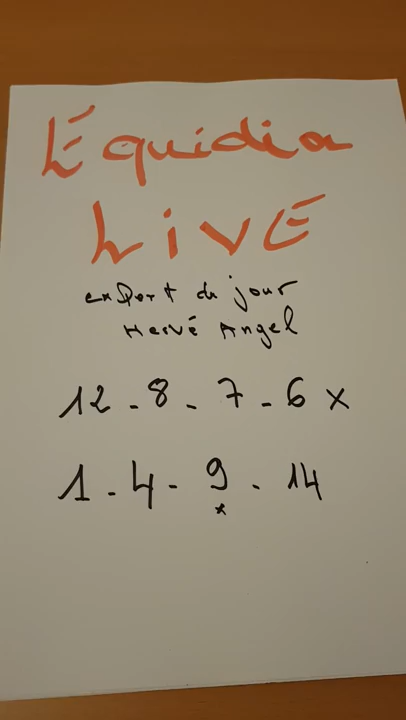 Équidia
LIVE
expert du jour
Hervé Angel
12 - 8 - 7 - 6 x
1 - 4 - 9 - 14
x